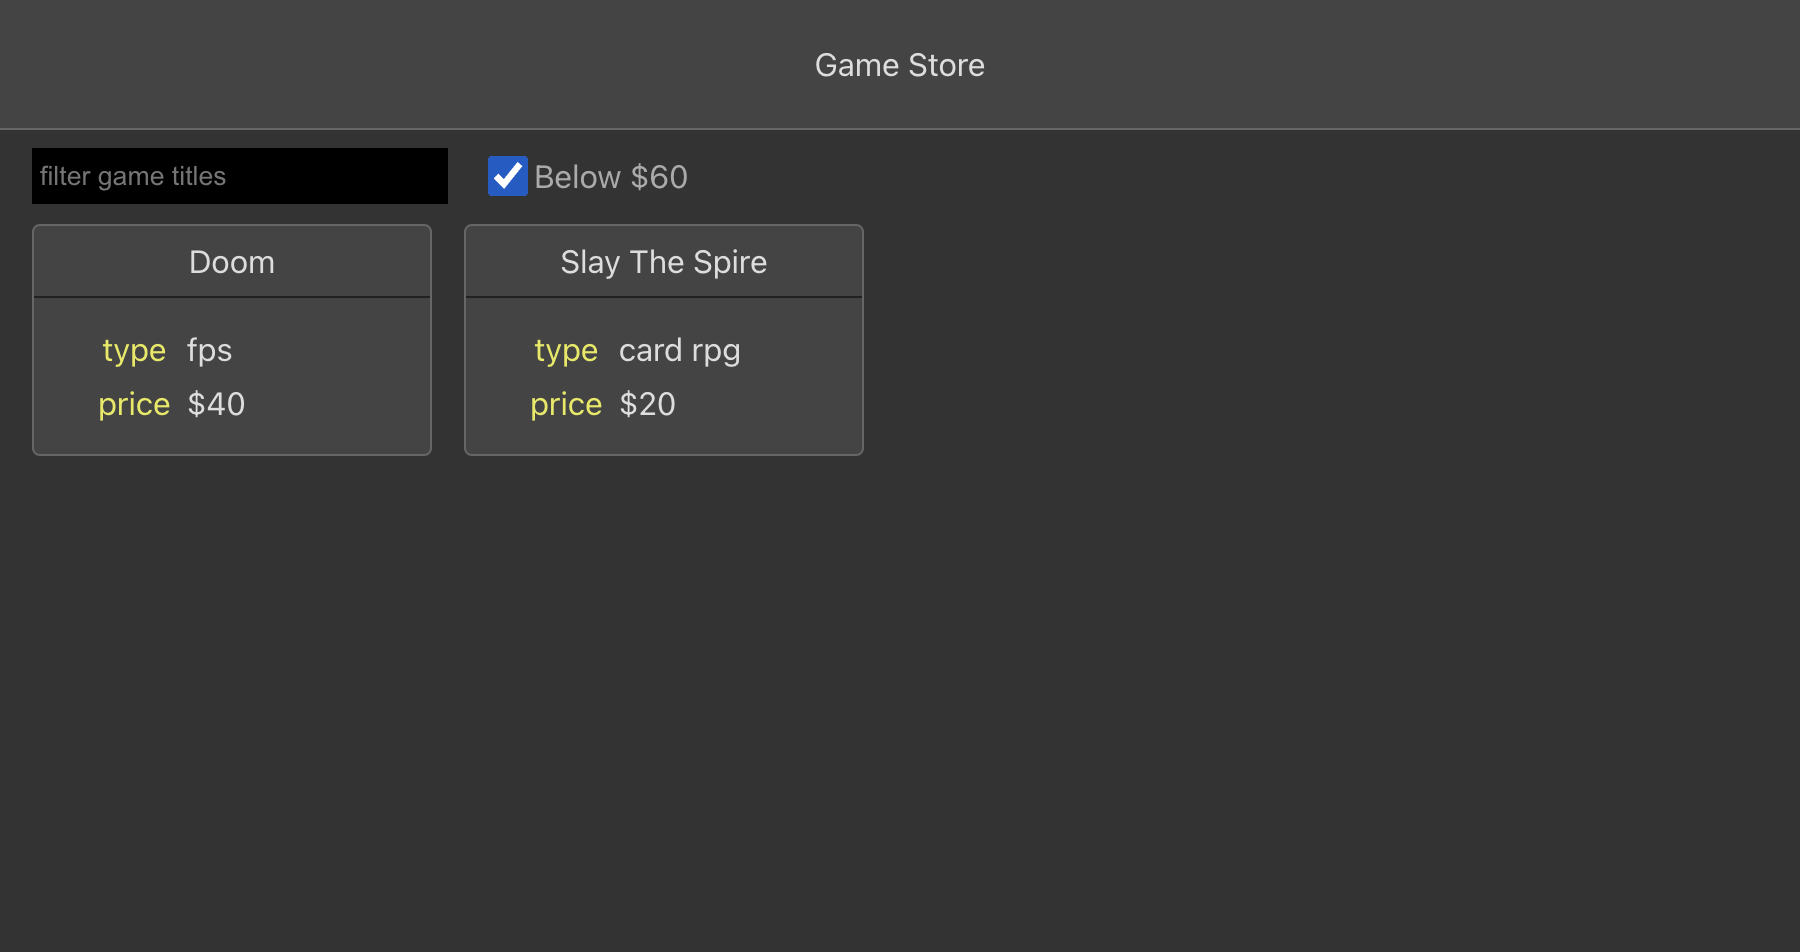 Game Store
filter game titles
Below $60
Doom
type fps
price $40
Slay The Spire
type card rpg
price $20